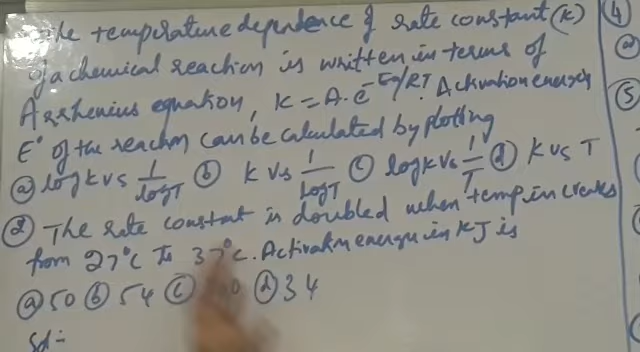 The temperature dependence of rate constant (K)
of a chemical reaction is written in terms of
Arrhenius equation, K = A·e^-Ea/RT. Activation energy
E° of the reaction can be calculated by plotting
(a) log K vs 1/log T (b) K vs 1/log T (c) log K vs 1/T (d) K vs T
(2) The rate constant is doubled when temp. increases
from 27°C to 37°C. Activation energy in KJ is
(a) 50 (b) 54 (c) (d) 34
Sol:-
(4)
(a)
(5)